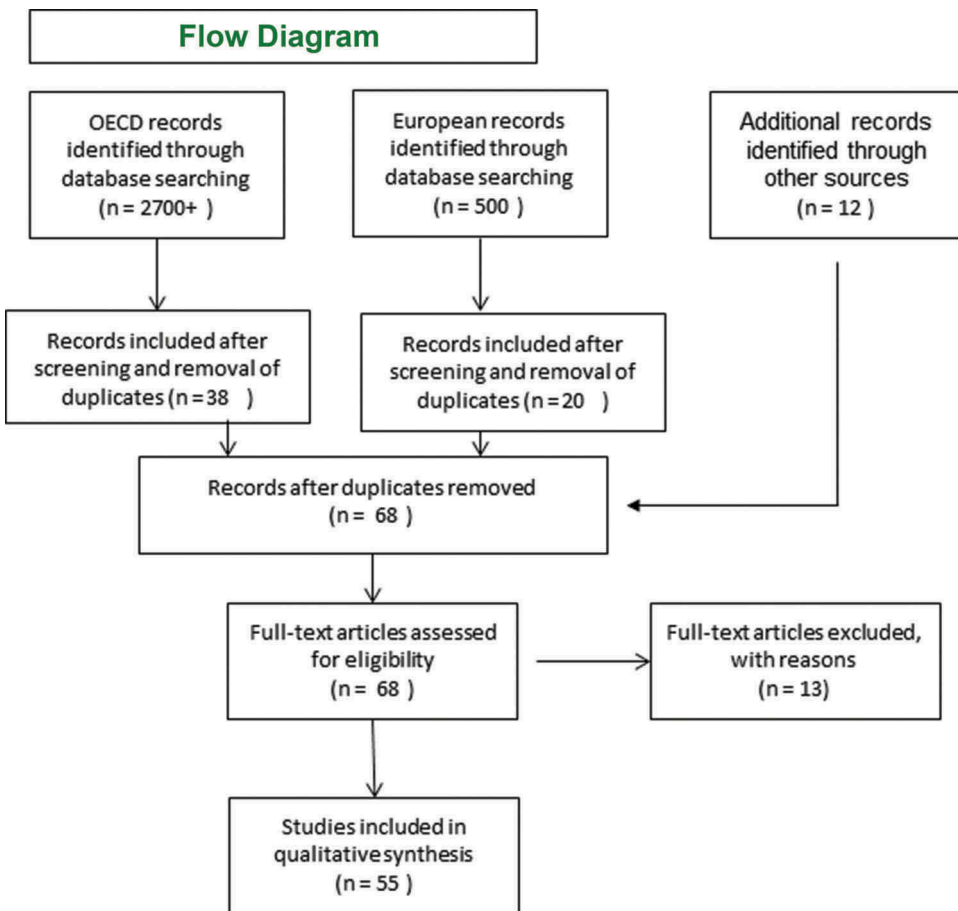 Flow Diagram
OECD records
identified through
database searching
(n = 2700+ )
European records
identified through
database searching
(n = 500 )
Additional records
identified through
other sources
(n = 12 )
Records included after
screening and removal of
duplicates (n = 38 )
Records included after
screening and removal of
duplicates (n = 20 )
Records after duplicates removed
(n = 68 )
Full-text articles assessed
for eligibility
(n = 68 )
Full-text articles excluded,
with reasons
(n = 13)
Studies included in
qualitative synthesis
(n = 55 )